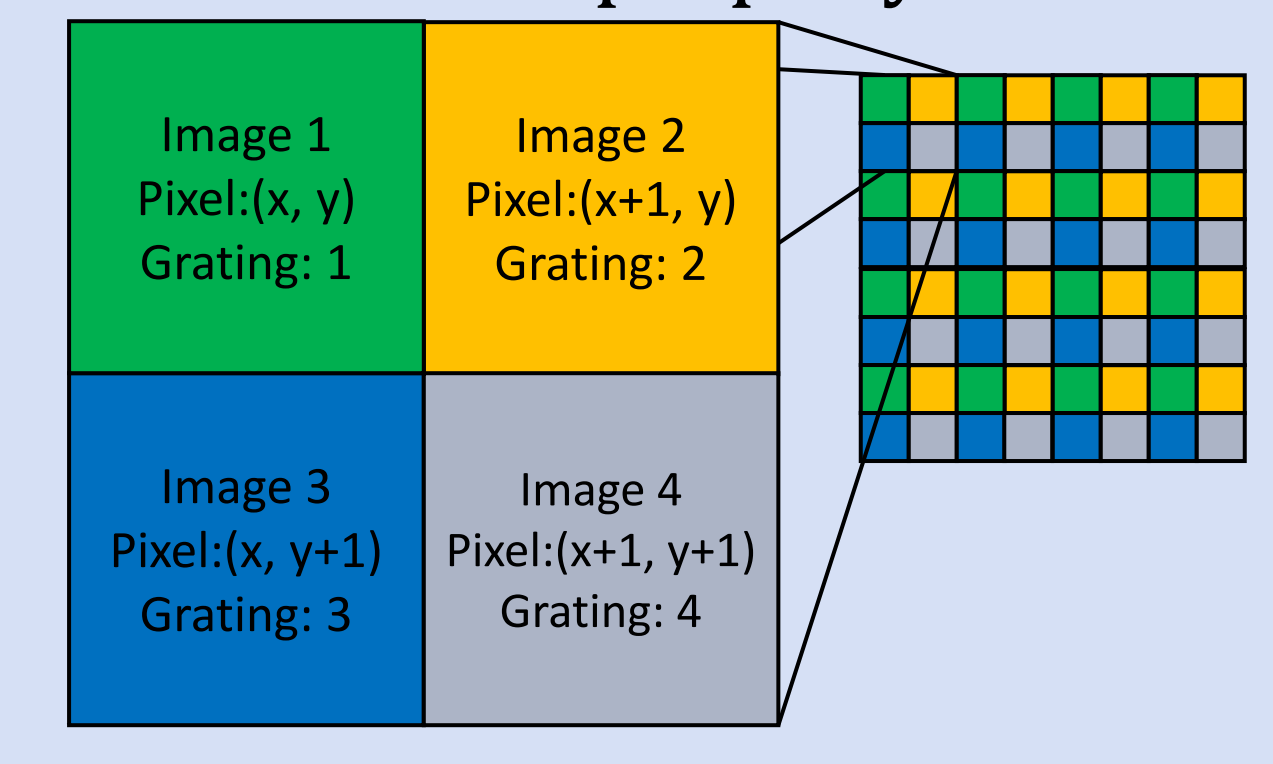 Image 1
Pixel:(x, y)
Grating: 1
Image 2
Pixel:(x+1, y)
Grating: 2
Image 3
Pixel:(x, y+1)
Grating: 3
Image 4
Pixel:(x+1, y+1)
Grating: 4